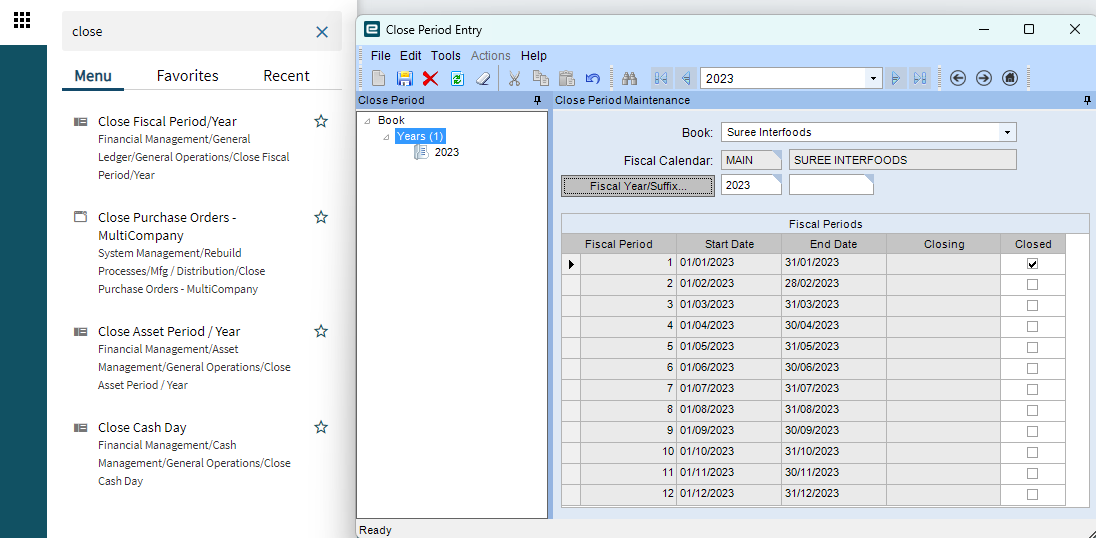 close
Menu Favorites Recent
Close Fiscal Period/Year
Financial Management/General
Ledger/General Operations/Close Fiscal
Period/Year
Close Purchase Orders -
MultiCompany
System Management/Rebuild
Processes/Mfg / Distribution/Close
Purchase Orders - MultiCompany
Close Asset Period / Year
Financial Management/Asset
Management/General Operations/Close
Asset Period / Year
Close Cash Day
Financial Management/Cash
Management/General Operations/Close
Cash Day
Close Period Entry
File Edit Tools Actions Help
2023
Close Period
Book
Years (1)
2023
Close Period Maintenance
Book: Suree Interfoods
Fiscal Calendar: MAIN SUREE INTERFOODS
Fiscal Year/Suffix... 2023
Fiscal Periods
Fiscal Period Start Date End Date Closing Closed
1 01/01/2023 31/01/2023
2 01/02/2023 28/02/2023
3 01/03/2023 31/03/2023
4 01/04/2023 30/04/2023
5 01/05/2023 31/05/2023
6 01/06/2023 30/06/2023
7 01/07/2023 31/07/2023
8 01/08/2023 31/08/2023
9 01/09/2023 30/09/2023
10 01/10/2023 31/10/2023
11 01/11/2023 30/11/2023
12 01/12/2023 31/12/2023
Ready